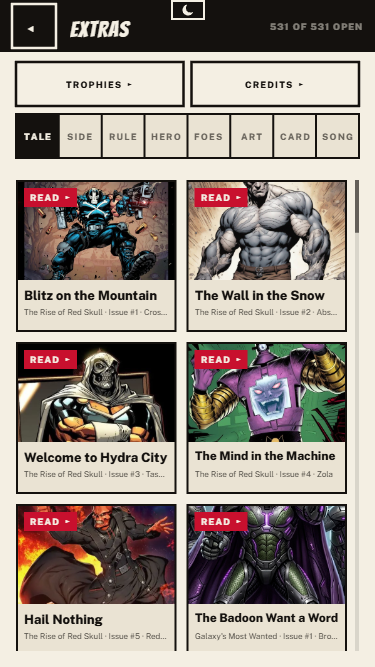 EXTRAS
531 OF 531 OPEN
TROPHIES
CREDITS
TALE SIDE RULE HERO FOES ART CARD SONG
READ
READ
Blitz on the Mountain
The Rise of Red Skull · Issue #1 · Cros...
The Wall in the Snow
The Rise of Red Skull · Issue #2 · Abs...
READ
READ
Welcome to Hydra City
The Rise of Red Skull · Issue #3 · Tas...
The Mind in the Machine
The Rise of Red Skull · Issue #4 · Zola
READ
READ
Hail Nothing
The Rise of Red Skull · Issue #5 · Red...
The Badoon Want a Word
Galaxy's Most Wanted · Issue #1 · Bro...